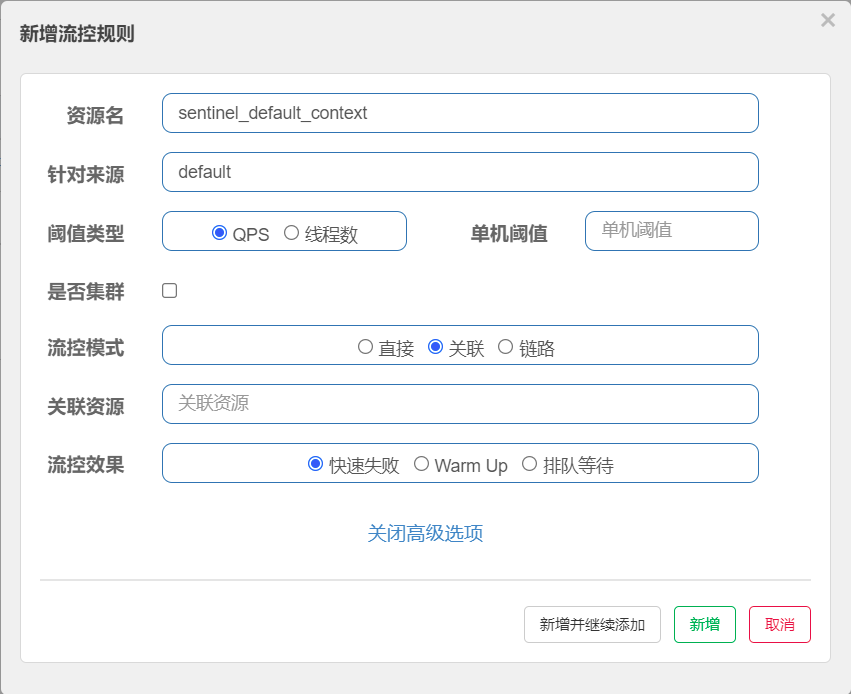 新增流控规则
×
资源名 sentinel_default_context
针对来源 default
阈值类型 QPS 线程数 单机阈值 单机阈值
是否集群
流控模式 直接 关联 链路
关联资源 关联资源
流控效果 快速失败 Warm Up 排队等待
关闭高级选项
新增并继续添加 新增 取消